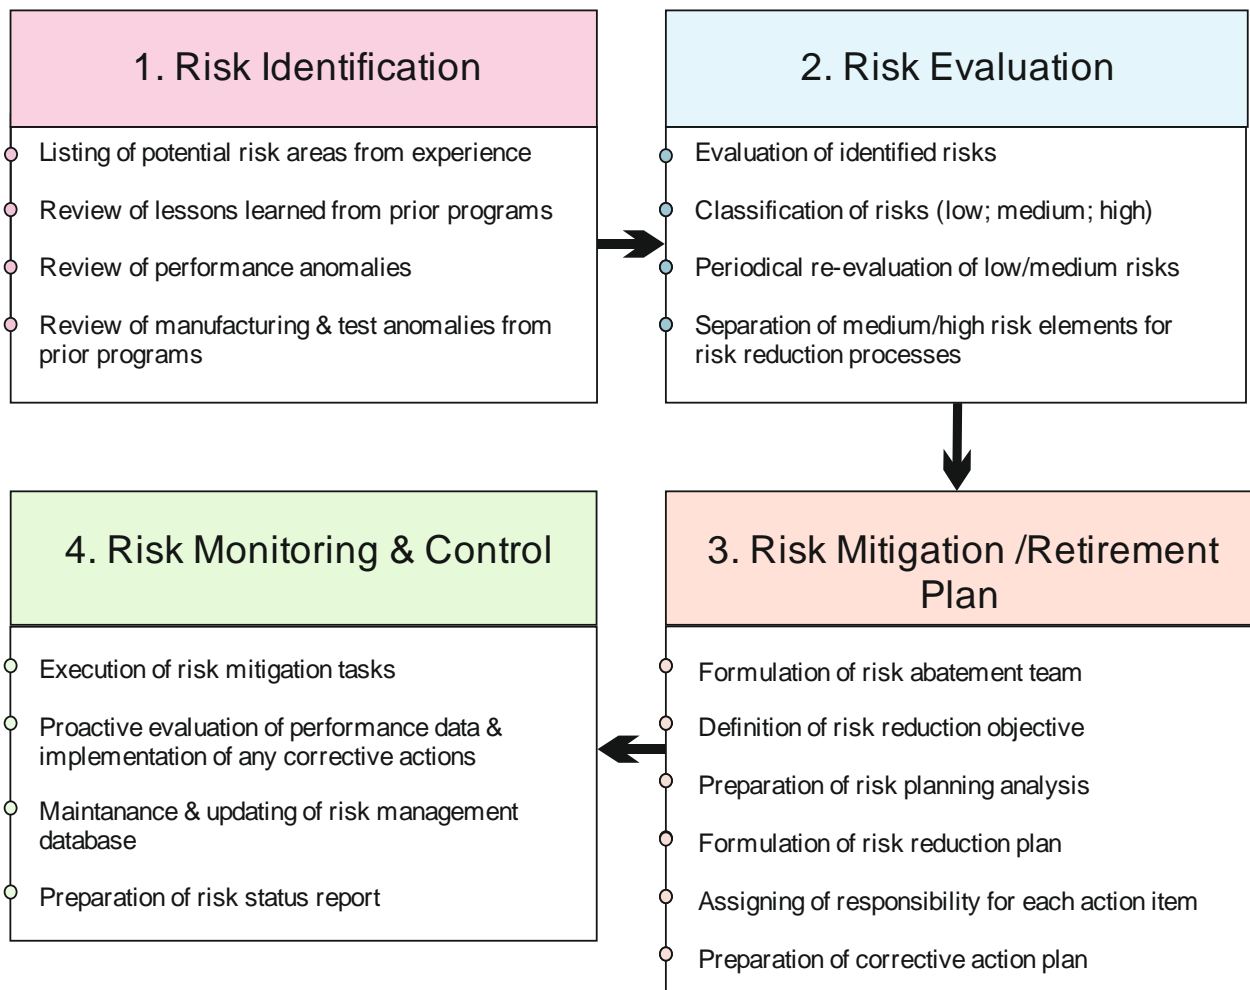 1. Risk Identification
Listing of potential risk areas from experience
Review of lessons learned from prior programs
Review of performance anomalies
Review of manufacturing & test anomalies from
prior programs
2. Risk Evaluation
Evaluation of identified risks
Classification of risks (low; medium; high)
Periodical re-evaluation of low/medium risks
Separation of medium/high risk elements for
risk reduction processes
3. Risk Mitigation /Retirement
Plan
Formulation of risk abatement team
Definition of risk reduction objective
Preparation of risk planning analysis
Formulation of risk reduction plan
Assigning of responsibility for each action item
Preparation of corrective action plan
4. Risk Monitoring & Control
Execution of risk mitigation tasks
Proactive evaluation of performance data &
implementation of any corrective actions
Maintanance & updating of risk management
database
Preparation of risk status report